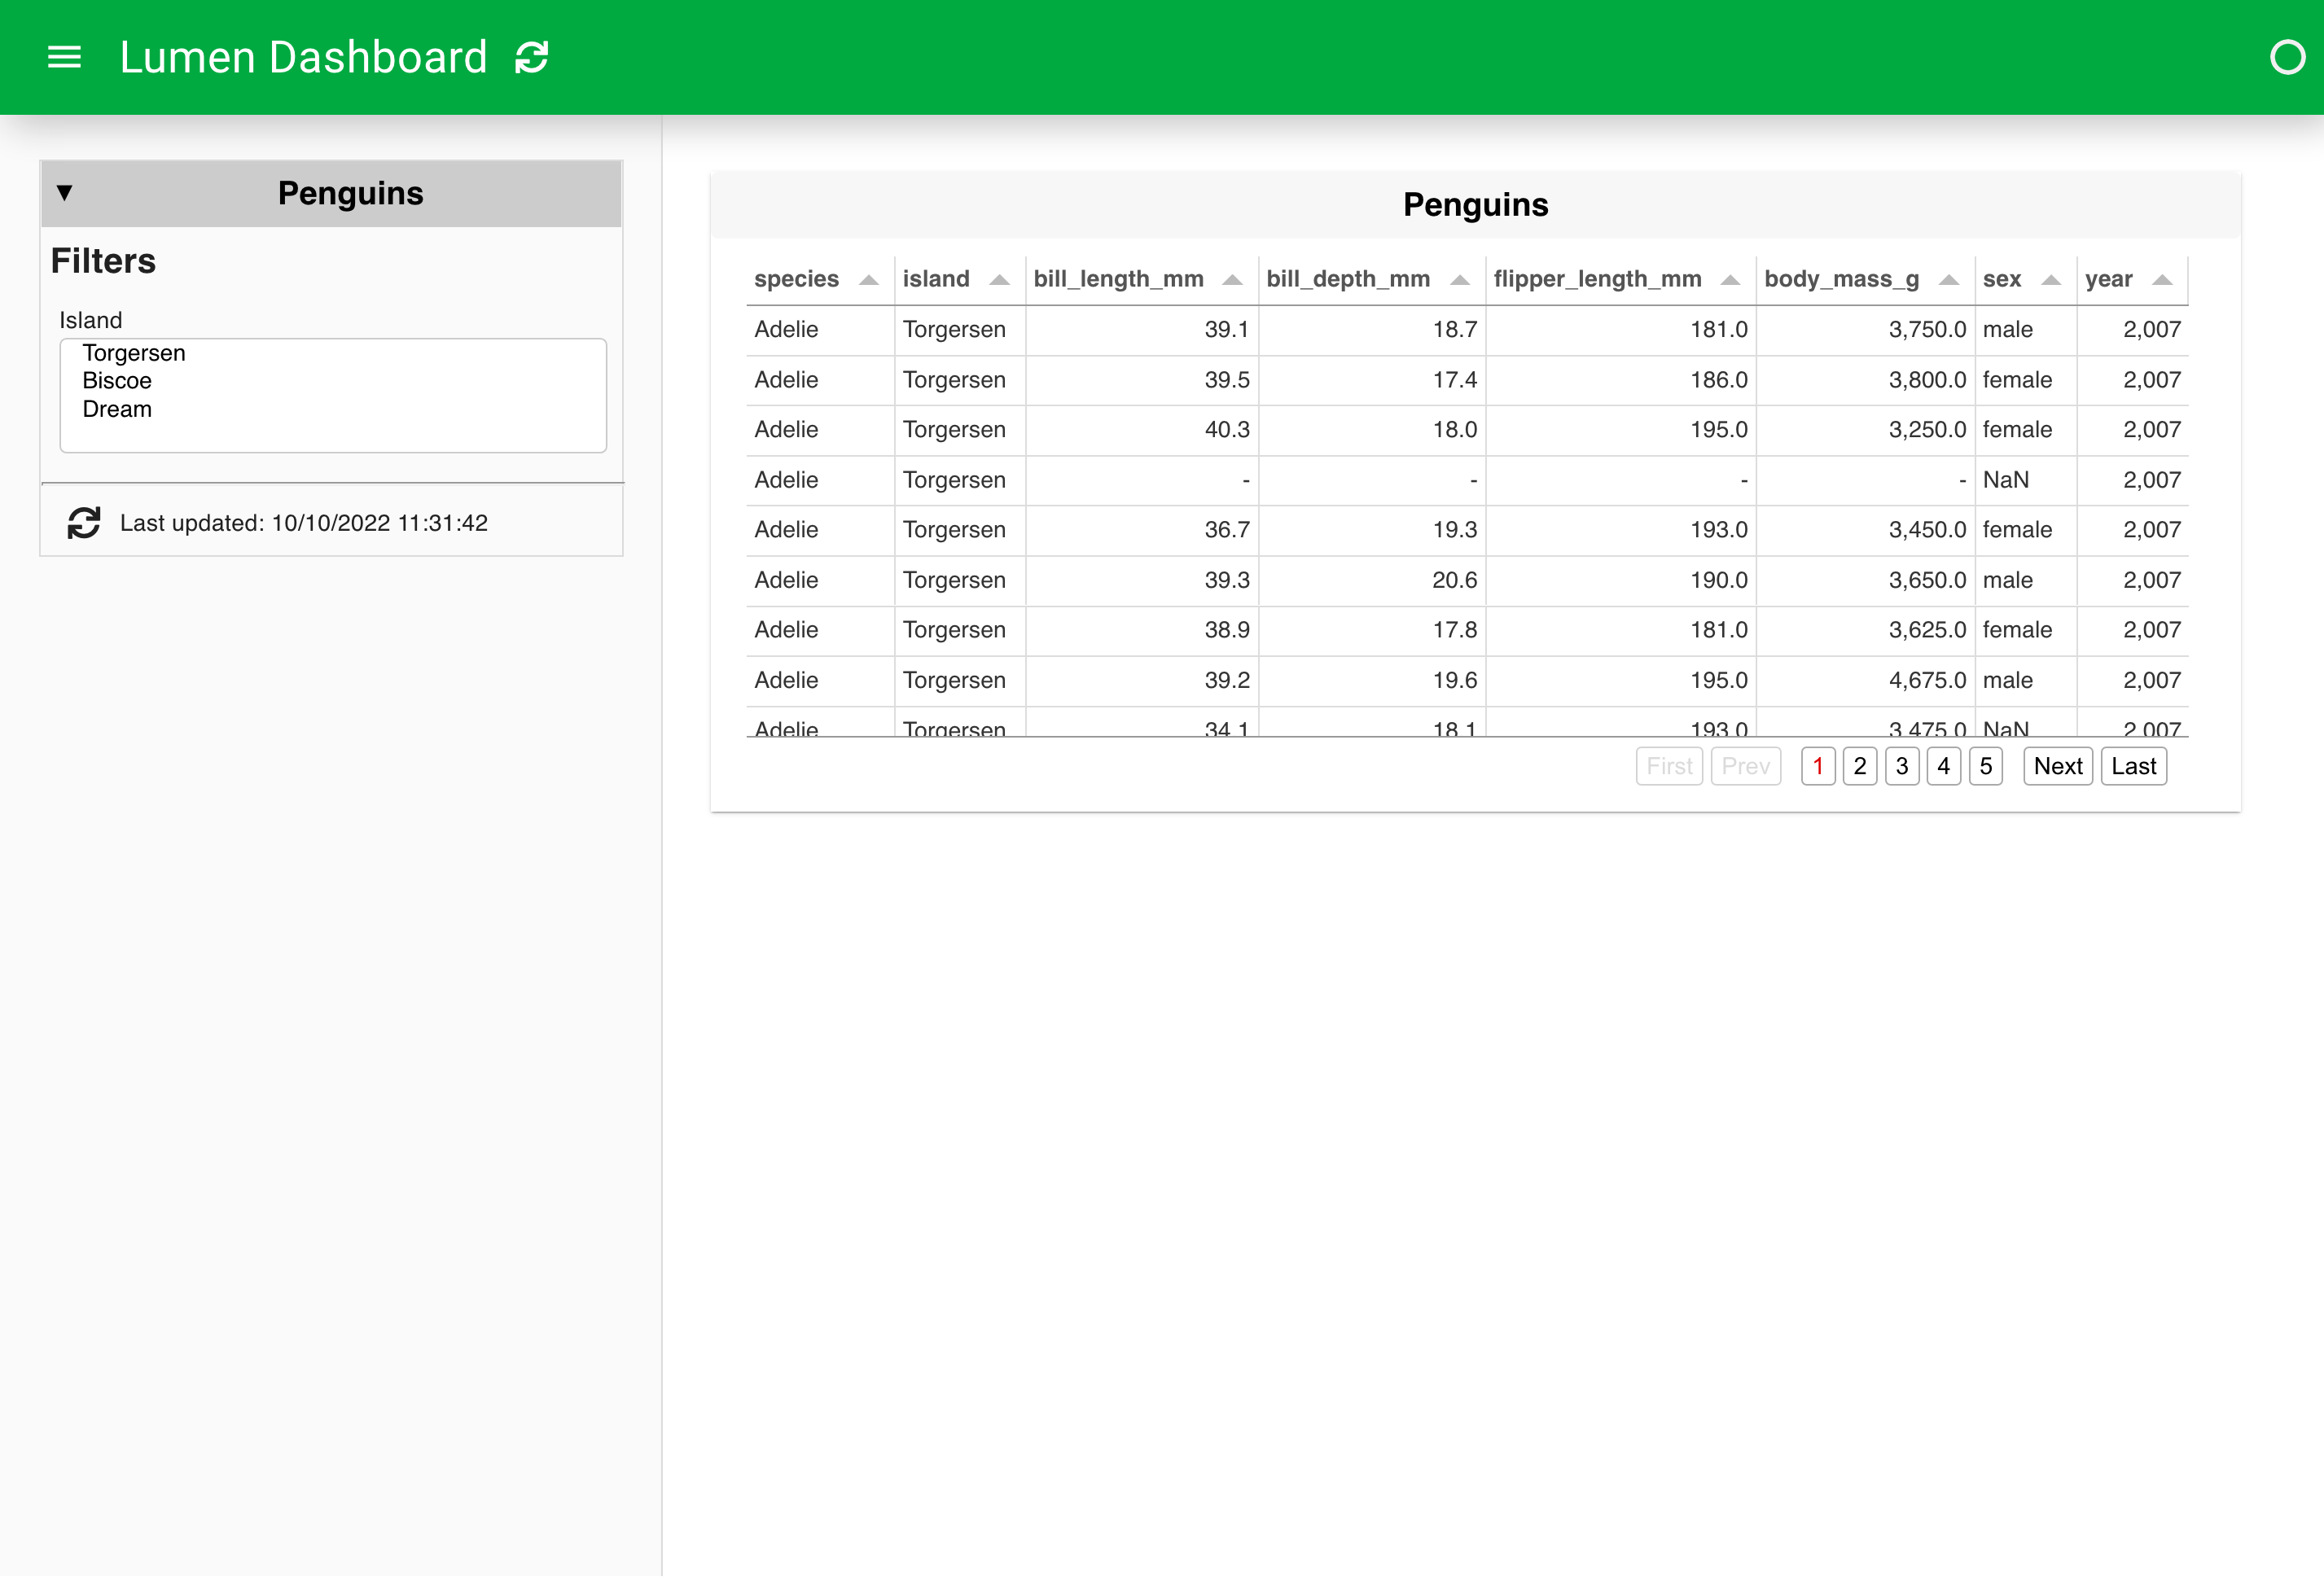 Lumen Dashboard
Penguins
Filters
Island
Torgersen
Biscoe
Dream
Last updated: 10/10/2022 11:31:42
Penguins
species island bill_length_mm bill_depth_mm flipper_length_mm body_mass_g sex year
Adelie Torgersen 39.1 18.7 181.0 3,750.0 male 2,007
Adelie Torgersen 39.5 17.4 186.0 3,800.0 female 2,007
Adelie Torgersen 40.3 18.0 195.0 3,250.0 female 2,007
Adelie Torgersen - - - - NaN 2,007
Adelie Torgersen 36.7 19.3 193.0 3,450.0 female 2,007
Adelie Torgersen 39.3 20.6 190.0 3,650.0 male 2,007
Adelie Torgersen 38.9 17.8 181.0 3,625.0 female 2,007
Adelie Torgersen 39.2 19.6 195.0 4,675.0 male 2,007
Adelie Torgersen 34.1 18.1 193.0 3,475.0 NaN 2,007
First Prev 1 2 3 4 5 Next Last